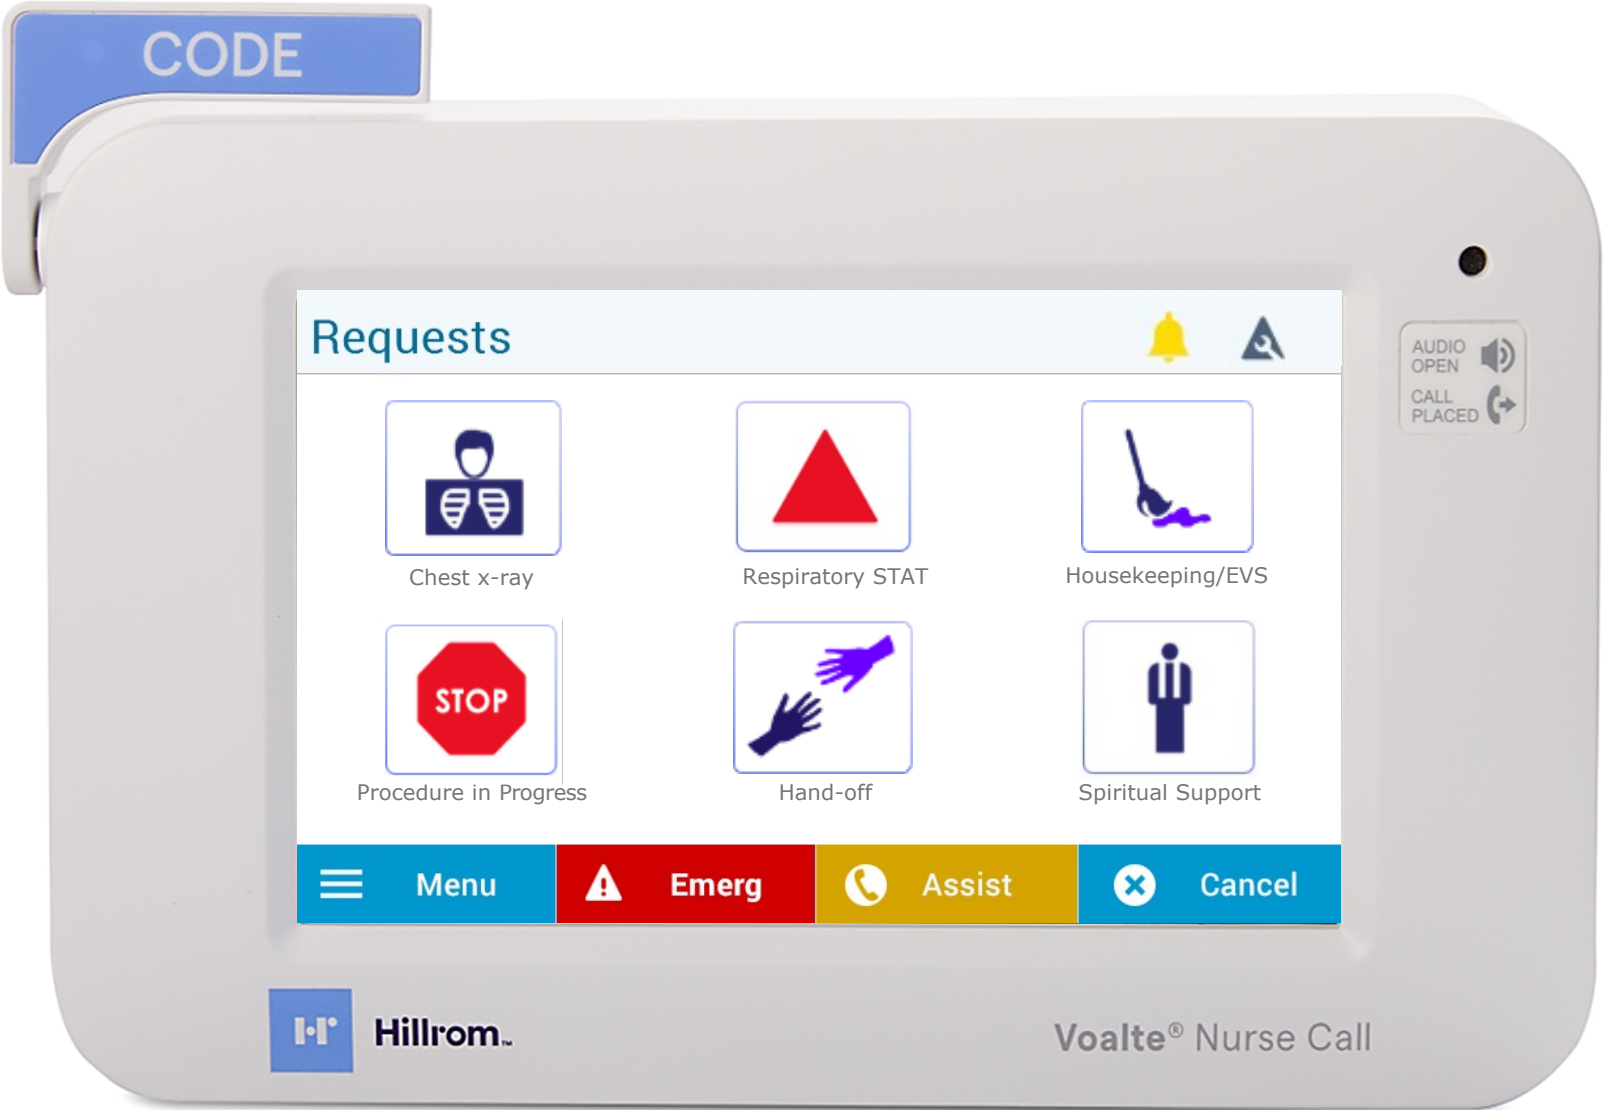 CODE
Requests
AUDIO
OPEN
CALL
PLACED
Chest x-ray
Respiratory STAT
Housekeeping/EVS
STOP
Procedure in Progress
Hand-off
Spiritual Support
Menu
Emerg
Assist
Cancel
Hillrom™
Voalte® Nurse Call